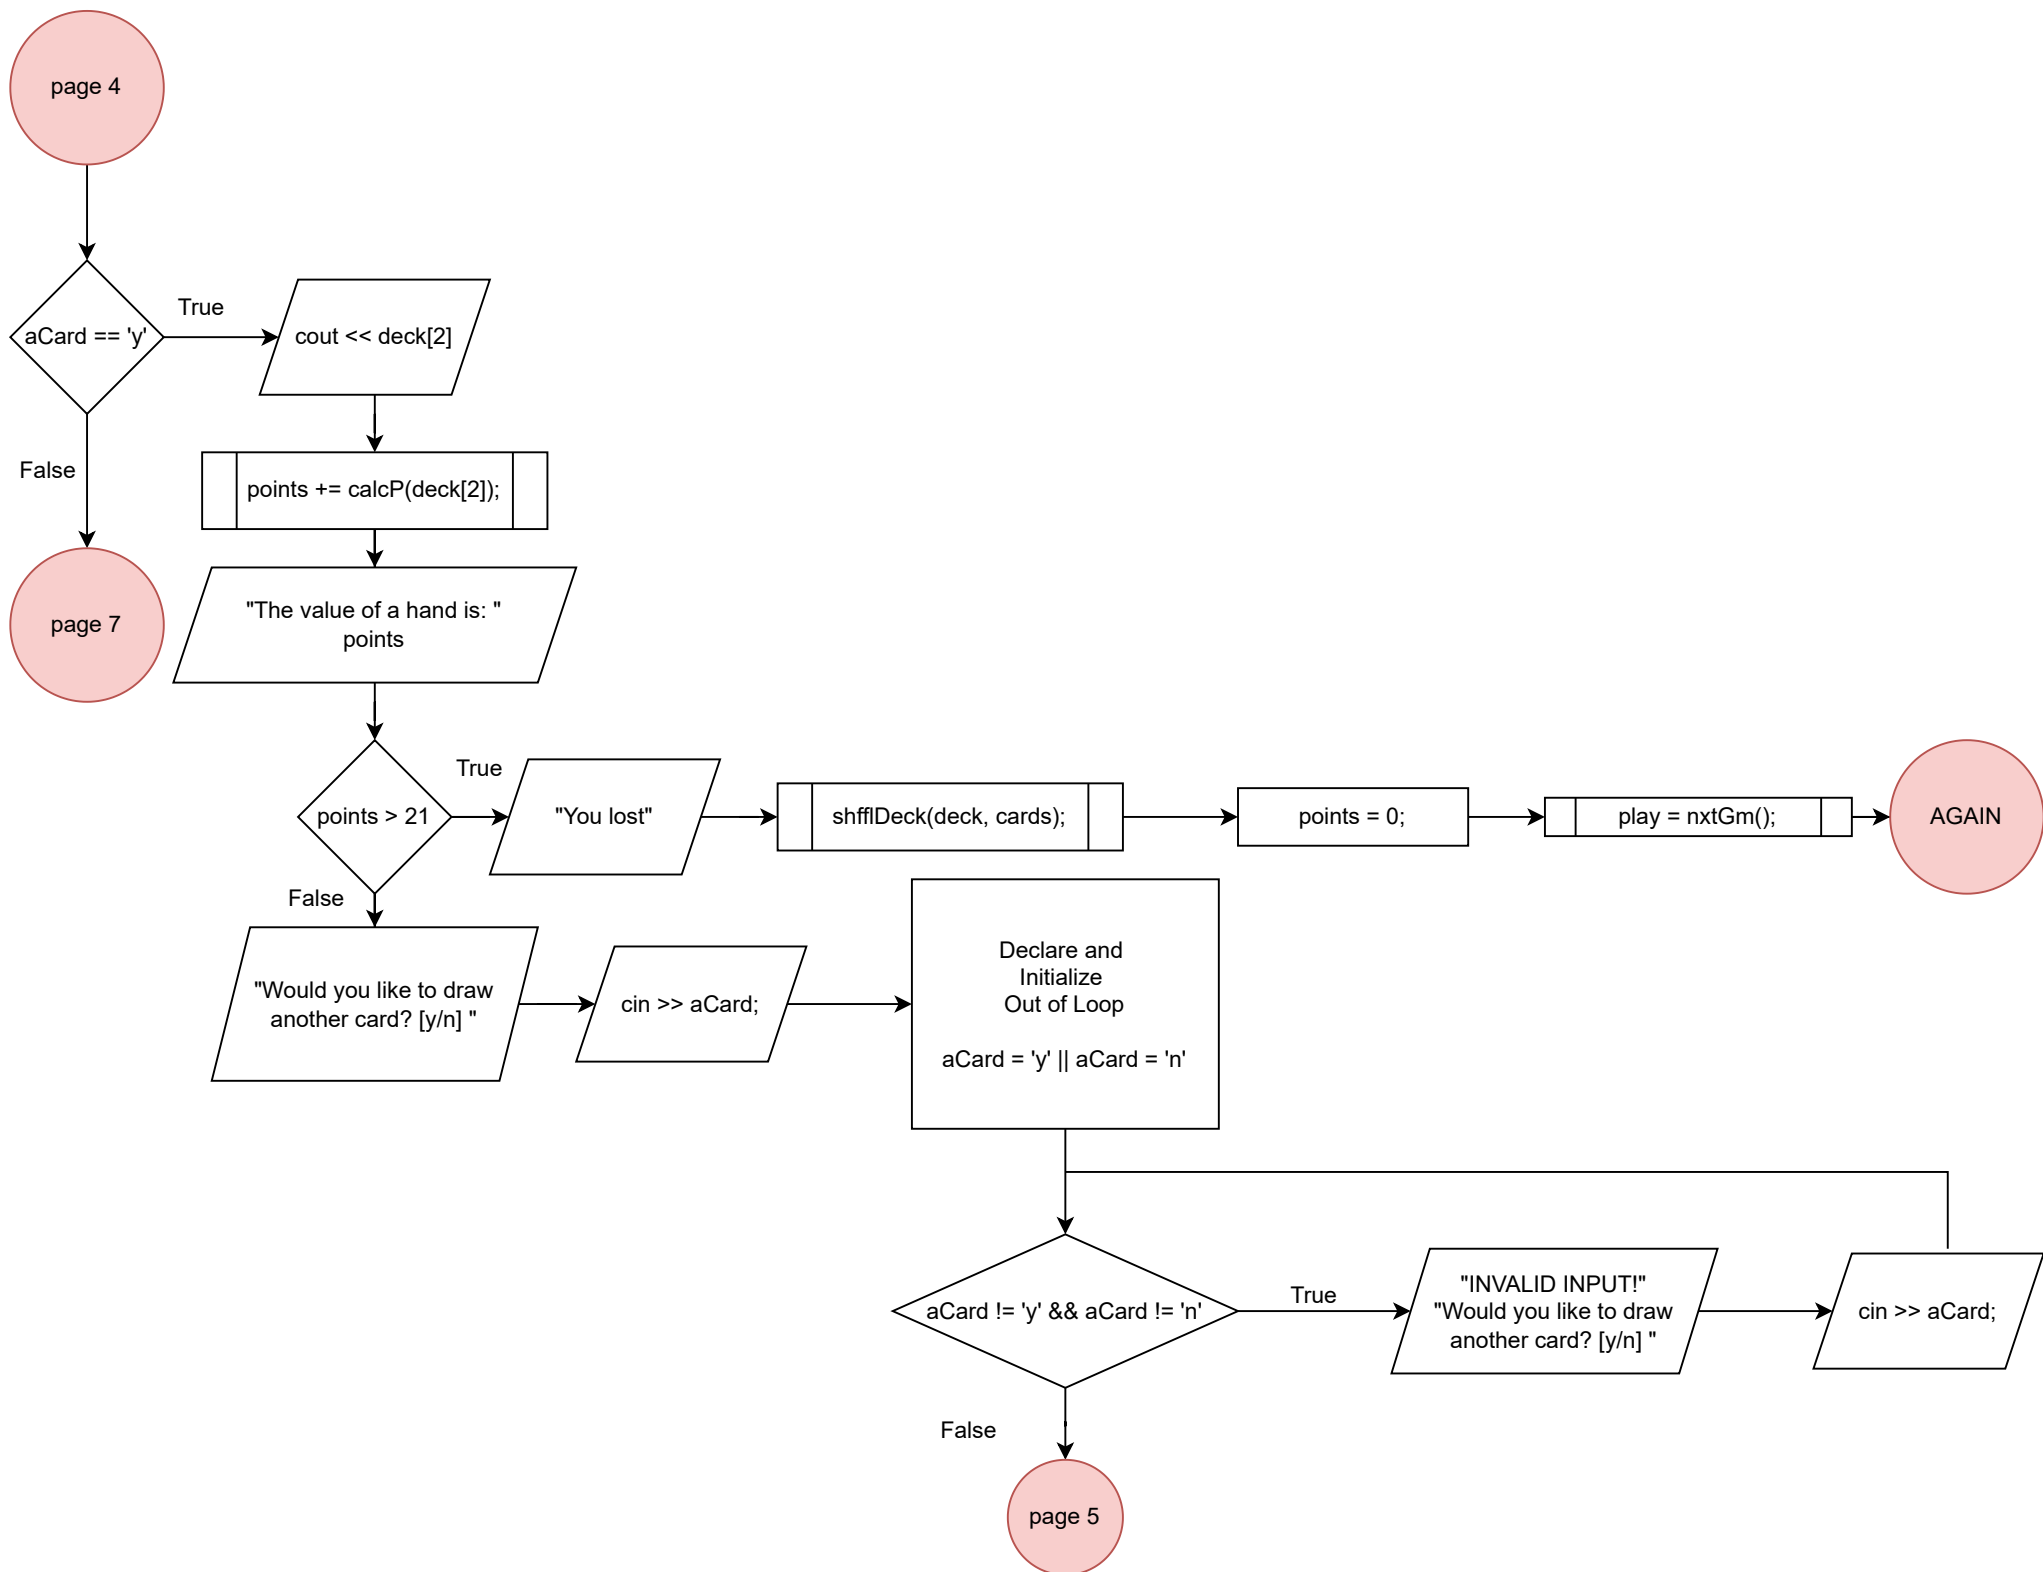 page 4
True
aCard == 'y'
cout << deck[2]
False
points += calcP(deck[2]);
page 7
"The value of a hand is: "
points
True
points > 21
"You lost"
shfflDeck(deck, cards);
points = 0;
play = nxtGm();
AGAIN
False
"Would you like to draw
another card? [y/n] "
cin >> aCard;
Declare and
Initialize
Out of Loop
aCard = 'y' || aCard = 'n'
aCard != 'y' && aCard != 'n'
True
"INVALID INPUT!"
"Would you like to draw
another card? [y/n] "
cin >> aCard;
False
page 5